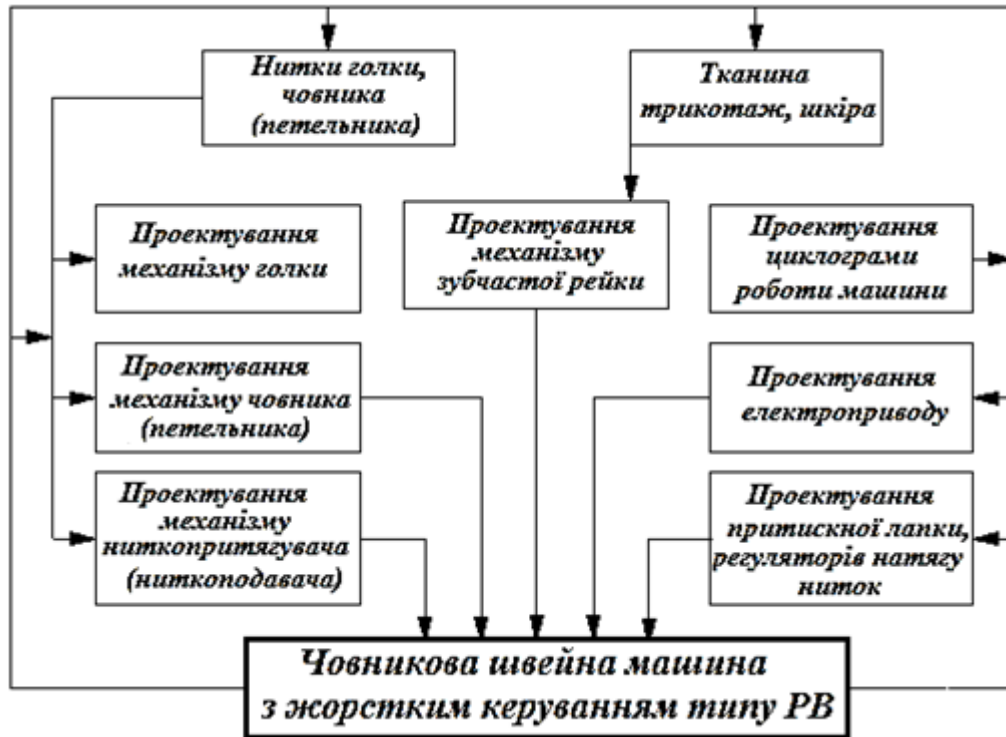 Нитки голки,
човника
(петельника)
Тканина
трикотаж, шкіра
Проектування
механізму голки
Проектування
механізму
зубчастої рейки
Проектування
циклограми
роботи машини
Проектування
механізму човника
(петельника)
Проектування
електроприводу
Проектування
механізму
ниткопритягувача
(ниткоподавача)
Проектування
притискної лапки,
регуляторів натягу
ниток
Човникова швейна машина
з жорстким керуванням типу РВ